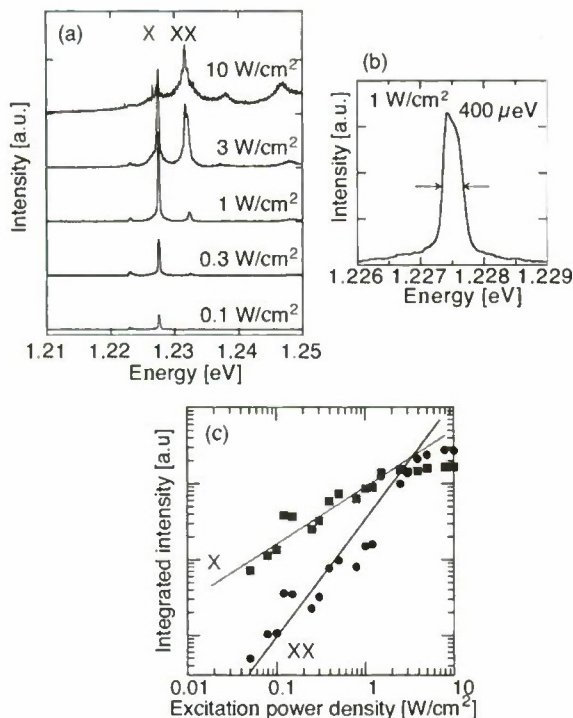 (a)
X XX
10 W/cm²
3 W/cm²
1 W/cm²
0.3 W/cm²
0.1 W/cm²
Intensity [a.u.]
1.21 1.22 1.23 1.24 1.25
Energy [eV]
(b)
1 W/cm² 400 µeV
Intensity [a.u.]
1.226 1.227 1.228 1.229
Energy [eV]
(c)
Integrated intensity [a.u]
X
XX
0.01 0.1 1 10
Excitation power density [W/cm²]